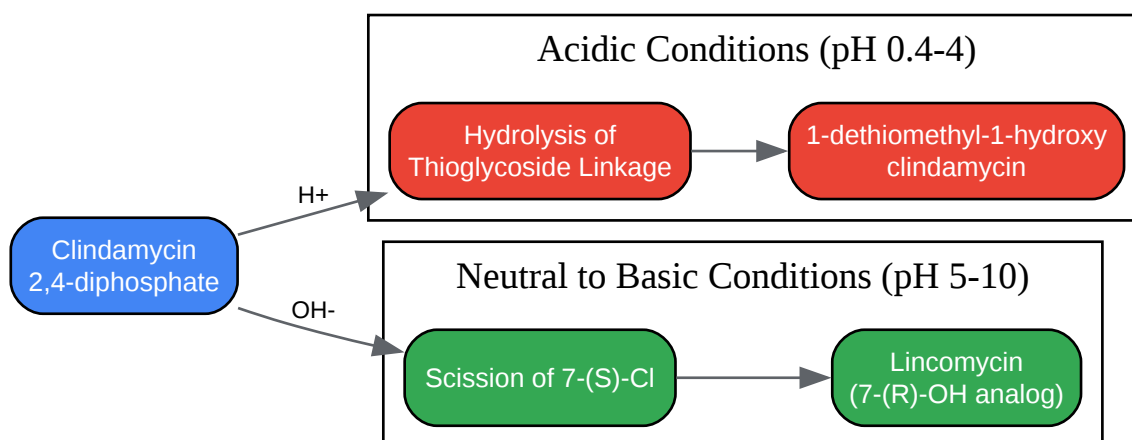 Acidic Conditions (pH 0.4-4)
Hydrolysis of
Thioglycoside Linkage
1-dethiomethyl-1-hydroxy
clindamycin
H+
Clindamycin
2,4-diphosphate
OH-
Neutral to Basic Conditions (pH 5-10)
Scission of 7-(S)-Cl
Lincomycin
(7-(R)-OH analog)